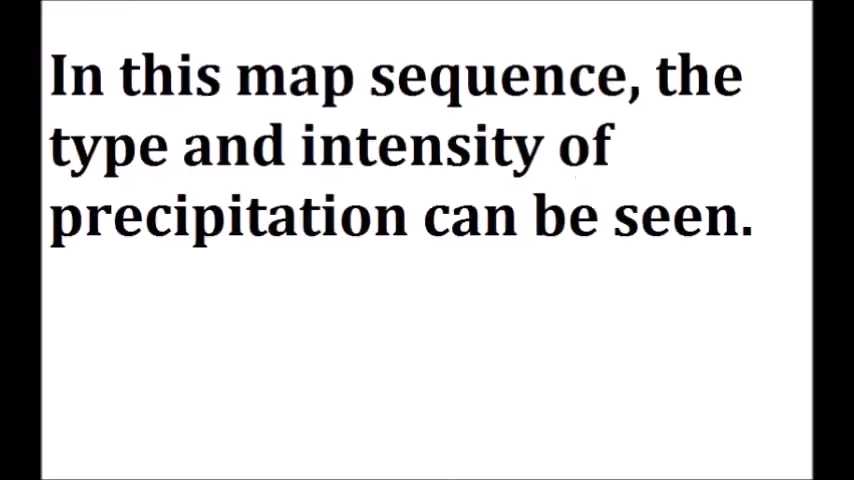 In this map sequence, the
type and intensity of
precipitation can be seen.